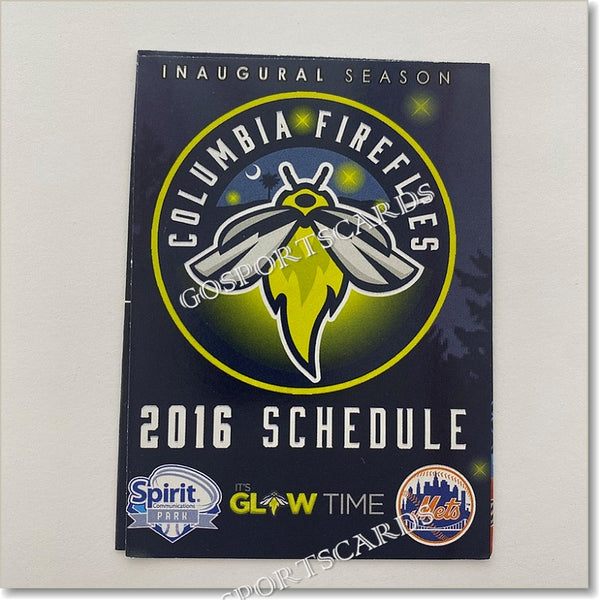 INAUGURAL SEASON
COLUMBIA FIREFLIES
GOSPORTSCARDS
2016 SCHEDULE
Spirit
Communications
PARK
IT'S
GLOW TIME
Mets
GOSPORTSCARDS